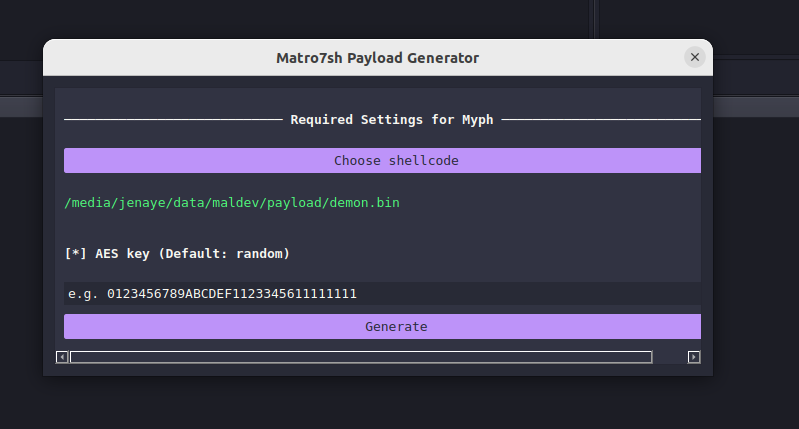 Matro7sh Payload Generator
Required Settings for Myph
Choose shellcode
/media/jenaye/data/maldev/payload/demon.bin
[*] AES key (Default: random)
e.g. 0123456789ABCDEF1123345611111111
Generate